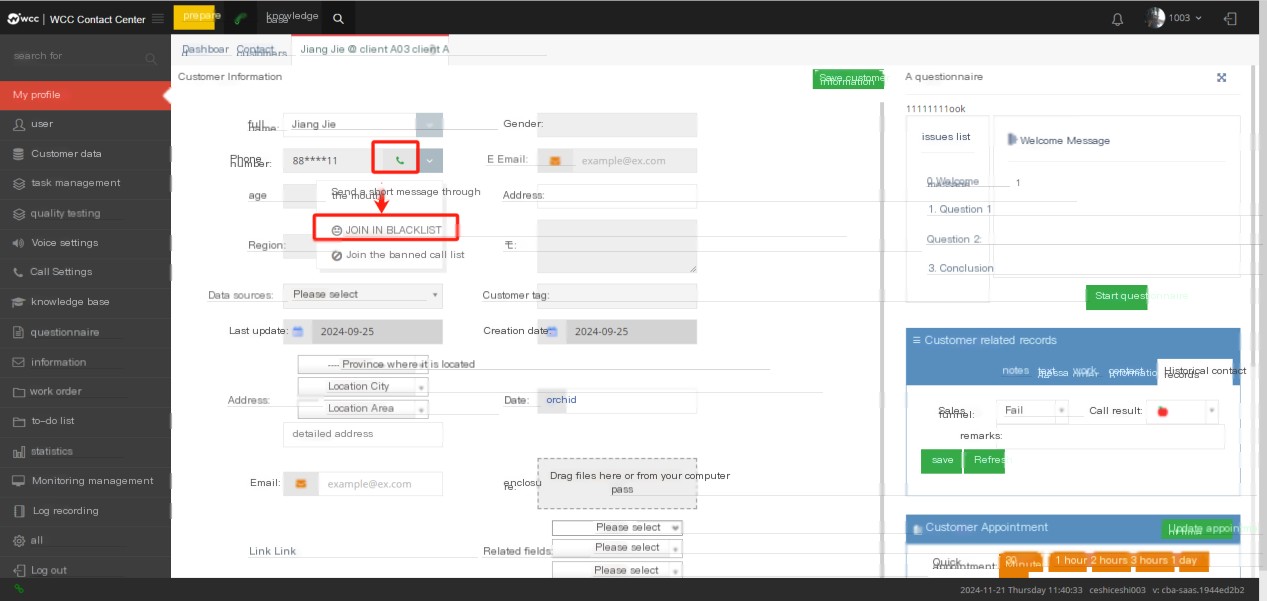 wcc | WCC Contact Center
prepare
knowledge
base
1003
search for
My profile
user
Customer data
task management
quality testing
Voice settings
Call Settings
knowledge base
questionnaire
information
work order
to-do list
statistics
Monitoring management
Log recording
all
Log out
Dashboar
d
Contact
customers
Jiang Jie @ client A03 client A
Customer Information
Save custome
information
full
name:
Jiang Jie
Gender:
Phone
number:
88****11
E Email:
example@ex.com
age
Send a short message through
the mouth
Address:
JOIN IN BLACKLIST
Region:
Join the banned call list
Data sources:
Please select
Customer tag:
Last update:
2024-09-25
Creation date:
2024-09-25
---- Province where it is located
Location City
Address:
Location Area
Date:
orchid
detailed address
Email:
example@ex.com
enclosu
re:
Drag files here or from your computer
pass
Please select
Link Link
Related fields:
Please select
Please select
A questionnaire
11111111ook
issues list
Welcome Message
0.Welcome
message
1
1. Question 1
Question 2:
3. Conclusion
Start quest
Customer related records
notes
text
work
order
contact
informatio
Historical contact
records
Sales
funnel:
Fail
Call result:
remarks:
save
Refres
Customer Appointment
Update appoin
Quick
appointment
30
Minute
1 hour 2 hours 3 hours 1 day
2024-11-21 Thursday 11:40:33 ceshiceshi003 v: cba-saas.1944ed2b2